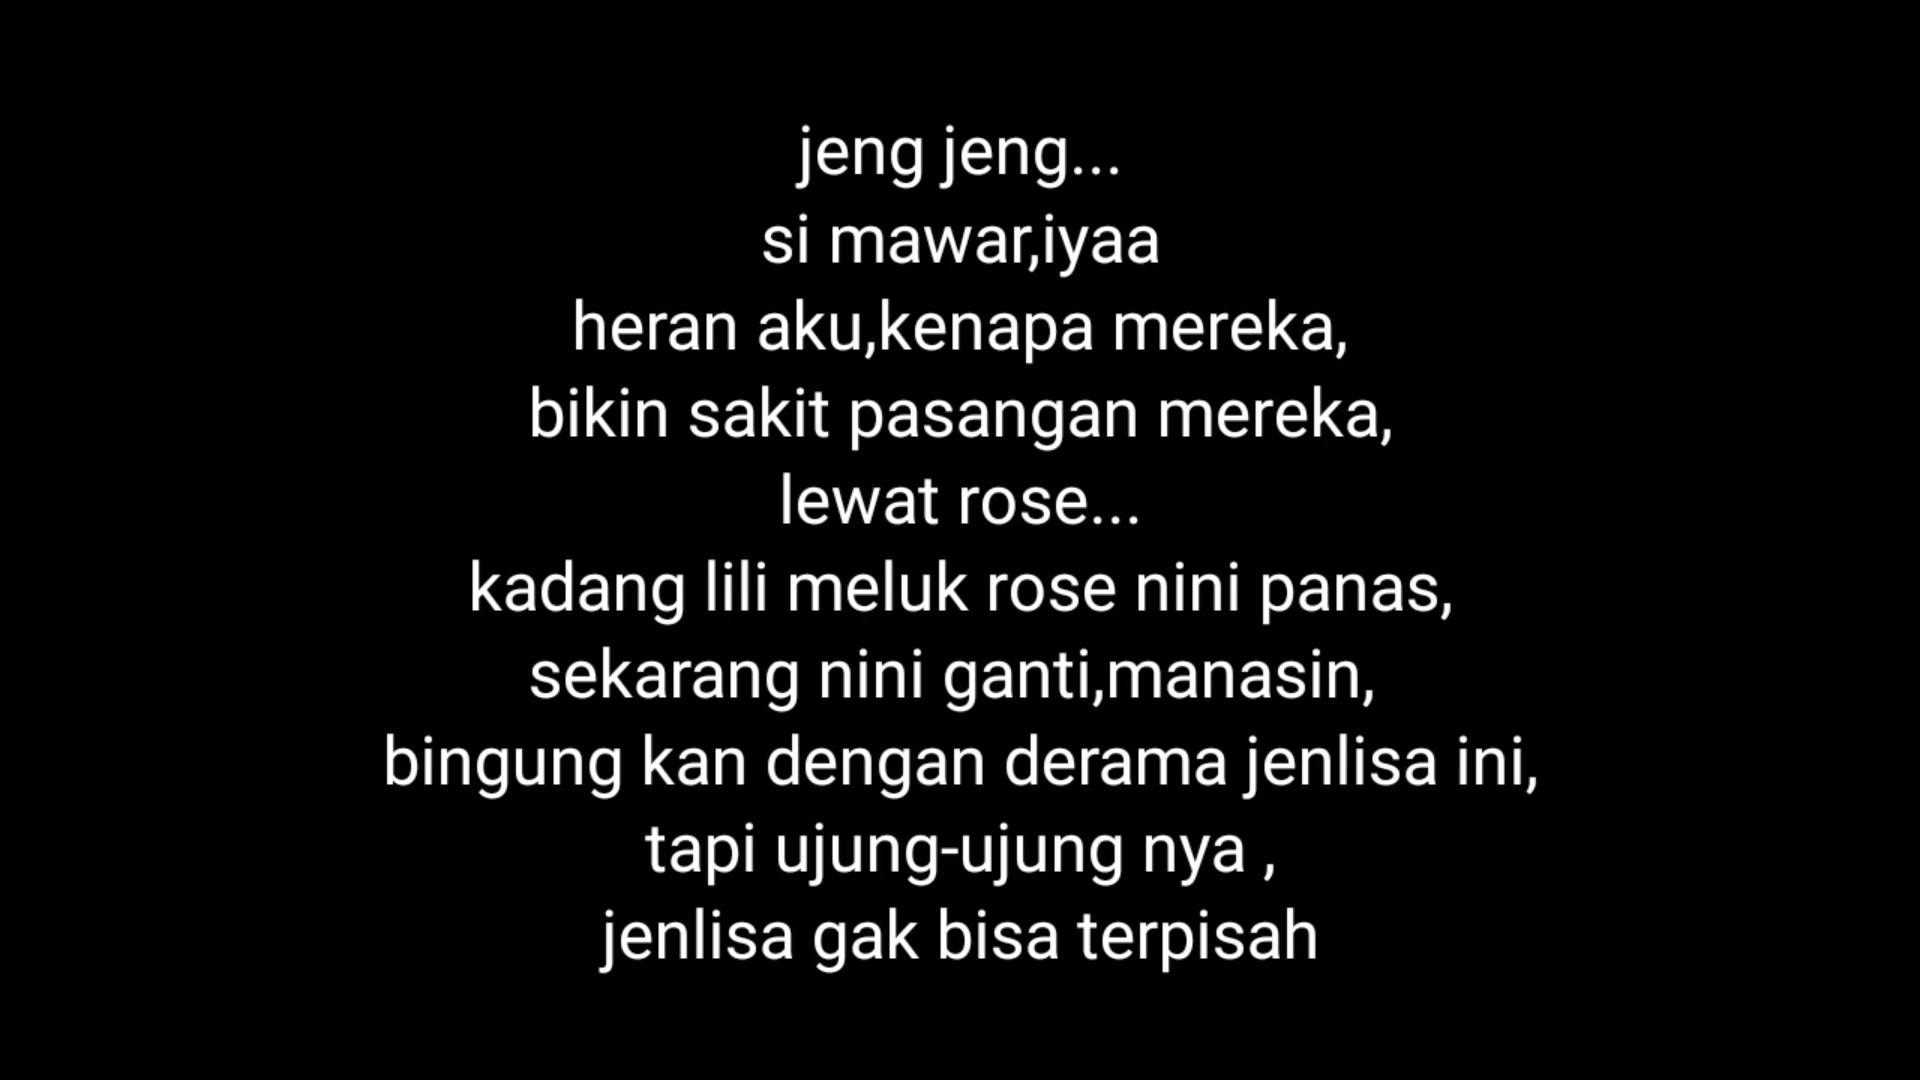 jeng jeng...
si mawar,iyaa
heran aku,kenapa mereka,
bikin sakit pasangan mereka,
lewat rose...
kadang lili meluk rose nini panas,
sekarang nini ganti,manasin,
bingung kan dengan derama jenlisa ini,
tapi ujung-ujung nya ,
jenlisa gak bisa terpisah